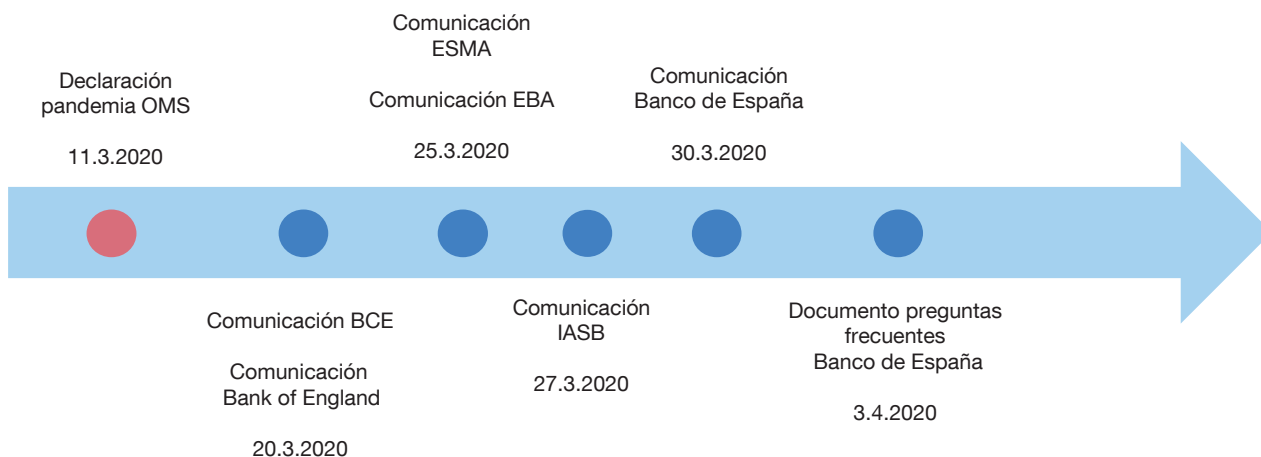 Declaración
pandemia OMS
11.3.2020
Comunicación BCE
Comunicación
Bank of England
20.3.2020
Comunicación
ESMA
Comunicación EBA
25.3.2020
Comunicación
IASB
27.3.2020
Comunicación
Banco de España
30.3.2020
Documento preguntas
frecuentes
Banco de España
3.4.2020